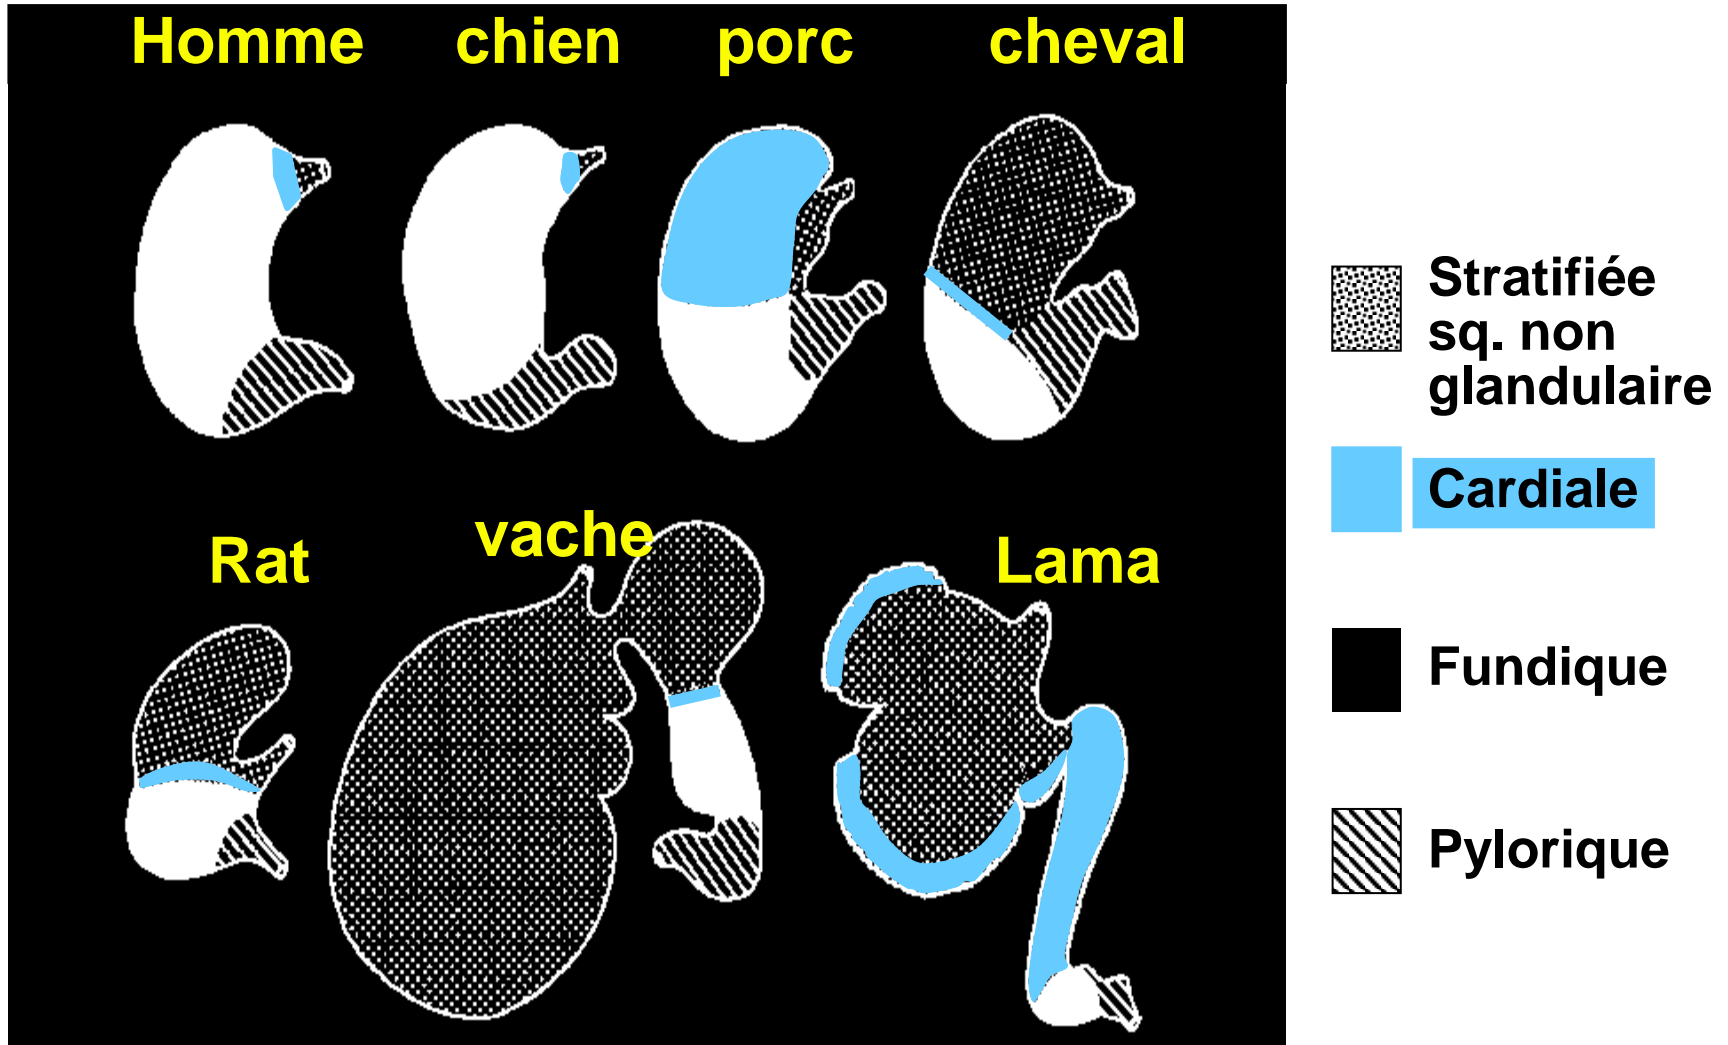 Homme chien porc cheval
Rat vache Lama
Stratifiée
sq. non
glandulaire
Cardiale
Fundique
Pylorique